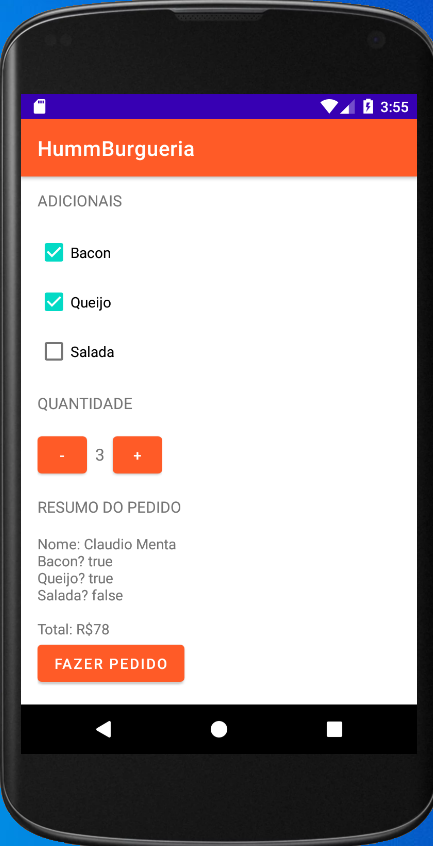 3:55
HummBurgueria
ADICIONAIS
Bacon
Queijo
Salada
QUANTIDADE
- 3 +
RESUMO DO PEDIDO
Nome: Claudio Menta
Bacon? true
Queijo? true
Salada? false
Total: R$78
FAZER PEDIDO